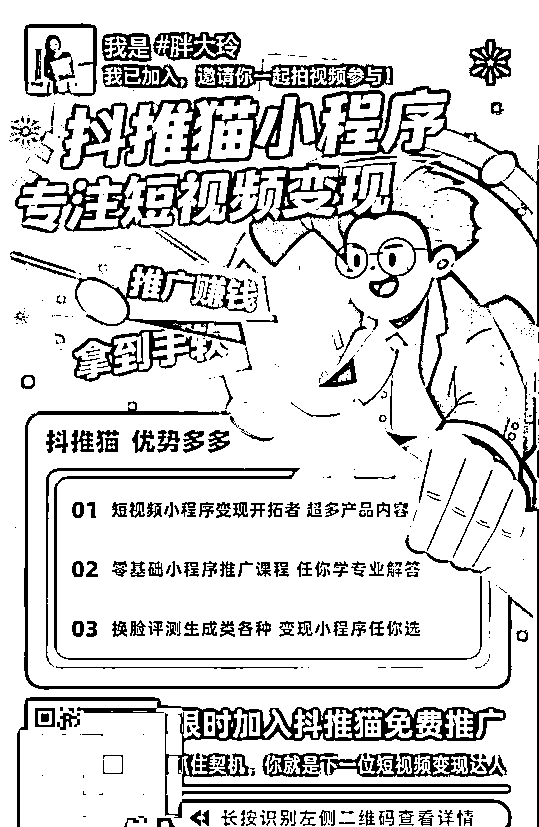 我是 #胖大玲
我已加入，邀请你一起拍视频参与！
抖推猫小程序
专注短视频变现
推广赚钱
拿到手软
抖推猫 优势多多
01 短视频小程序变现开拓者 超多产品内容
02 零基础小程序推广课程 任你学专业解答
03 换脸评测生成类各种 变现小程序任你选
限时加入抖推猫免费推广
抓住契机，你就是下一位短视频变现达人
长按识别左侧二维码查看详情